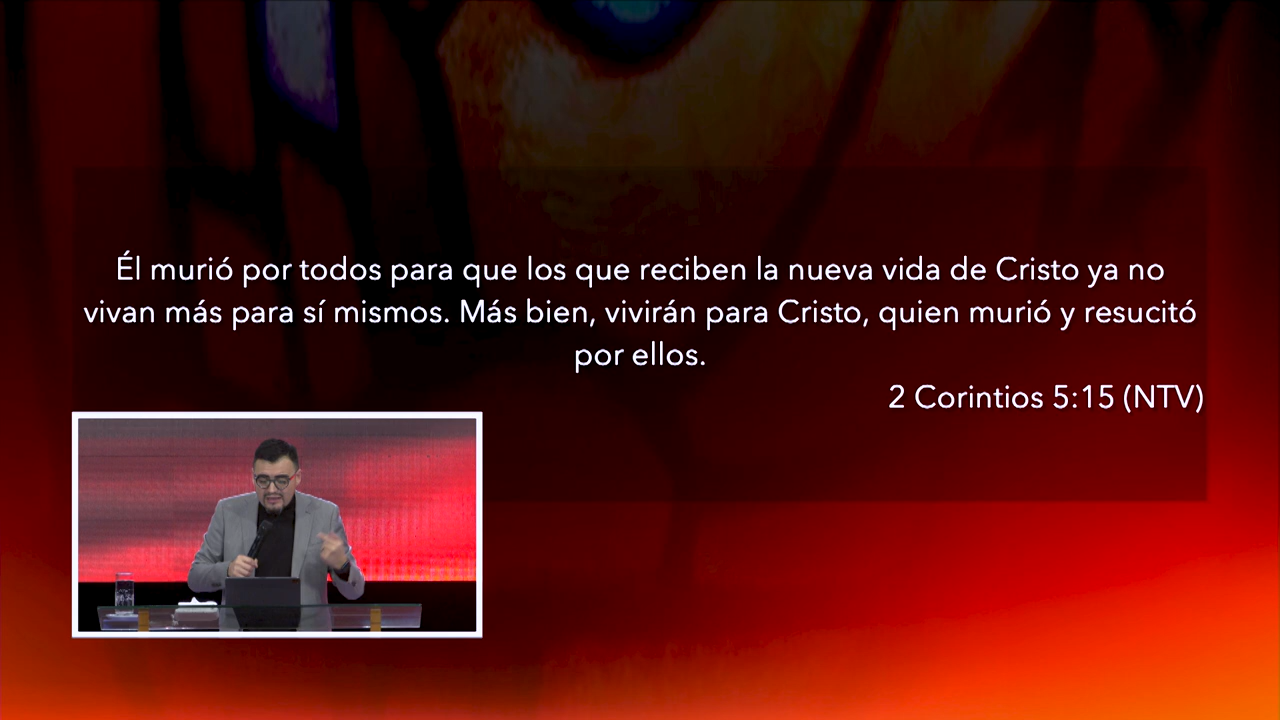 Él murió por todos para que los que reciben la nueva vida de Cristo ya no
vivan más para sí mismos. Más bien, vivirán para Cristo, quien murió y resucitó
por ellos.
2 Corintios 5:15 (NTV)